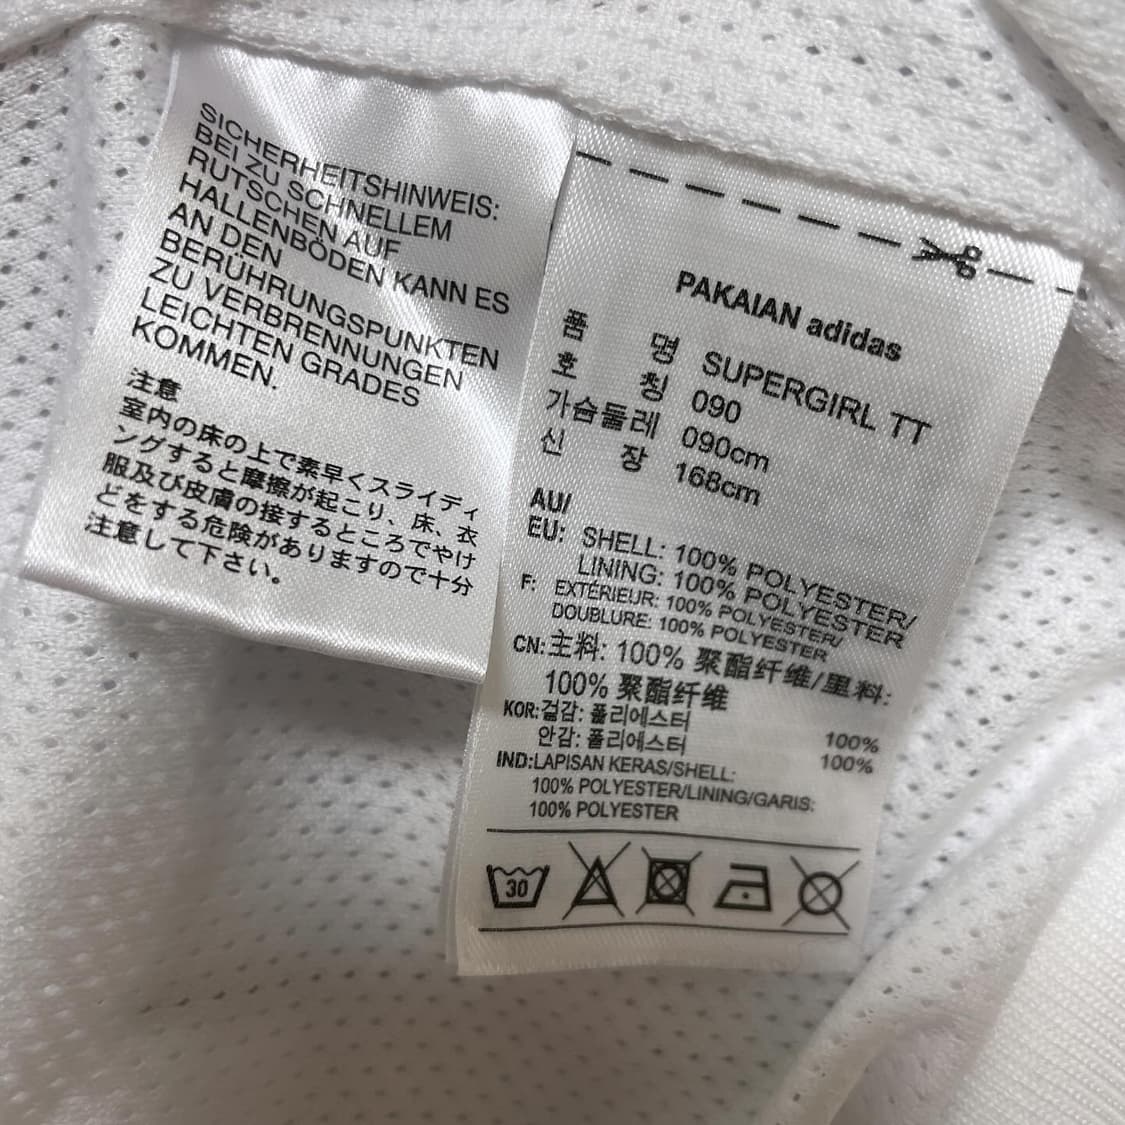 SICHERHEITSHINWEIS:
BEI ZU SCHNELLEM
RUTSCHEN AUF
HALLENBÖDEN KANN ES
AN DEN
BERÜHRUNGSPUNKTEN
ZU VERBRENNUNGEN
LEICHTEN GRADES
KOMMEN.
注意
室内の床の上で素早くスライディ
ングすると摩擦が起こり、床、衣
服及び皮膚の接するところでやけ
どをする危険がありますので十分
注意して下さい。
PAKAIAN adidas
품 명 SUPERGIRL TT
호 칭 090
가슴둘레 090cm
신 장 168cm
AU/
EU: SHELL: 100% POLYESTER/
LINING: 100% POLYESTER
F: EXTÉRIEUR: 100% POLYESTER/
DOUBLURE: 100% POLYESTER
CN: 主料: 100% 聚酯纤维/里料:
100% 聚酯纤维
KOR: 겉감: 폴리에스터 100%
안감: 폴리에스터 100%
IND: LAPISAN KERAS/SHELL:
100% POLYESTER/LINING/GARIS:
100% POLYESTER
30